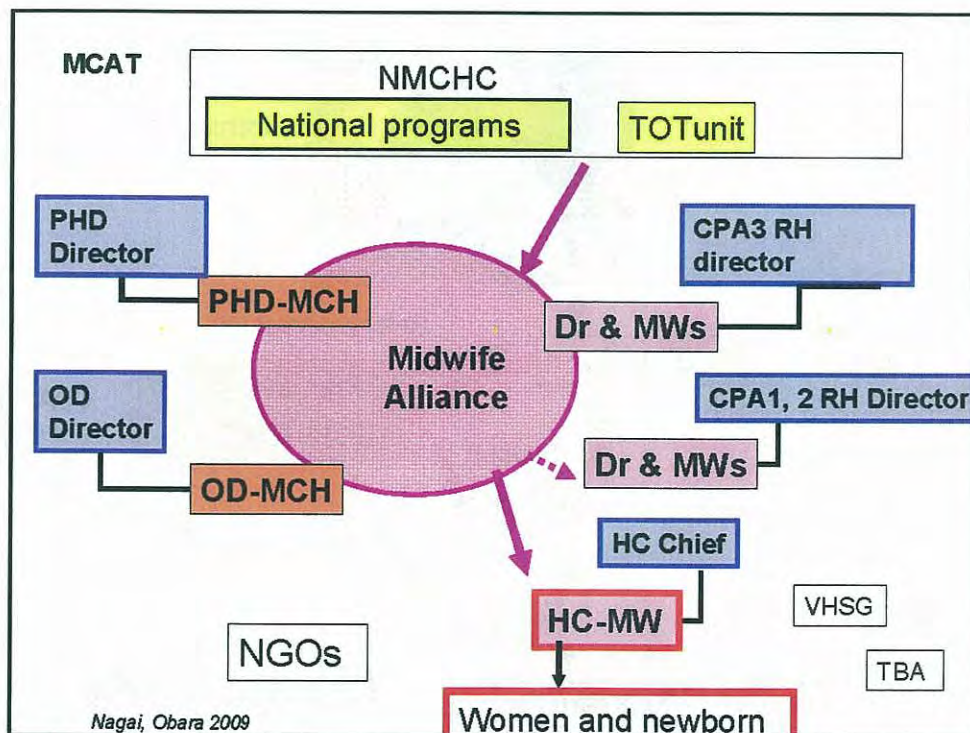 MCAT
NMCHC
National programs
TOTunit
PHD
Director
PHD-MCH
CPA3 RH
director
Dr & MWs
Midwife
Alliance
OD
Director
OD-MCH
CPA1, 2 RH Director
Dr & MWs
HC Chief
HC-MW
VHSG
NGOs
TBA
Women and newborn
Nagai, Obara 2009